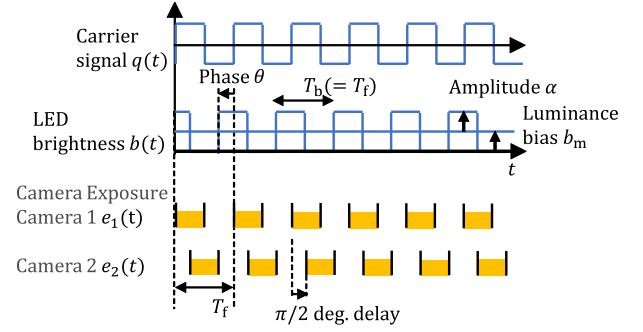 Carrier
signal q(t)
Phase θ
T_b(= T_f)
Amplitude α
LED
brightness b(t)
Luminance
bias b_m
t
Camera Exposure
Camera 1 e_1(t)
Camera 2 e_2(t)
T_f
π/2 deg. delay